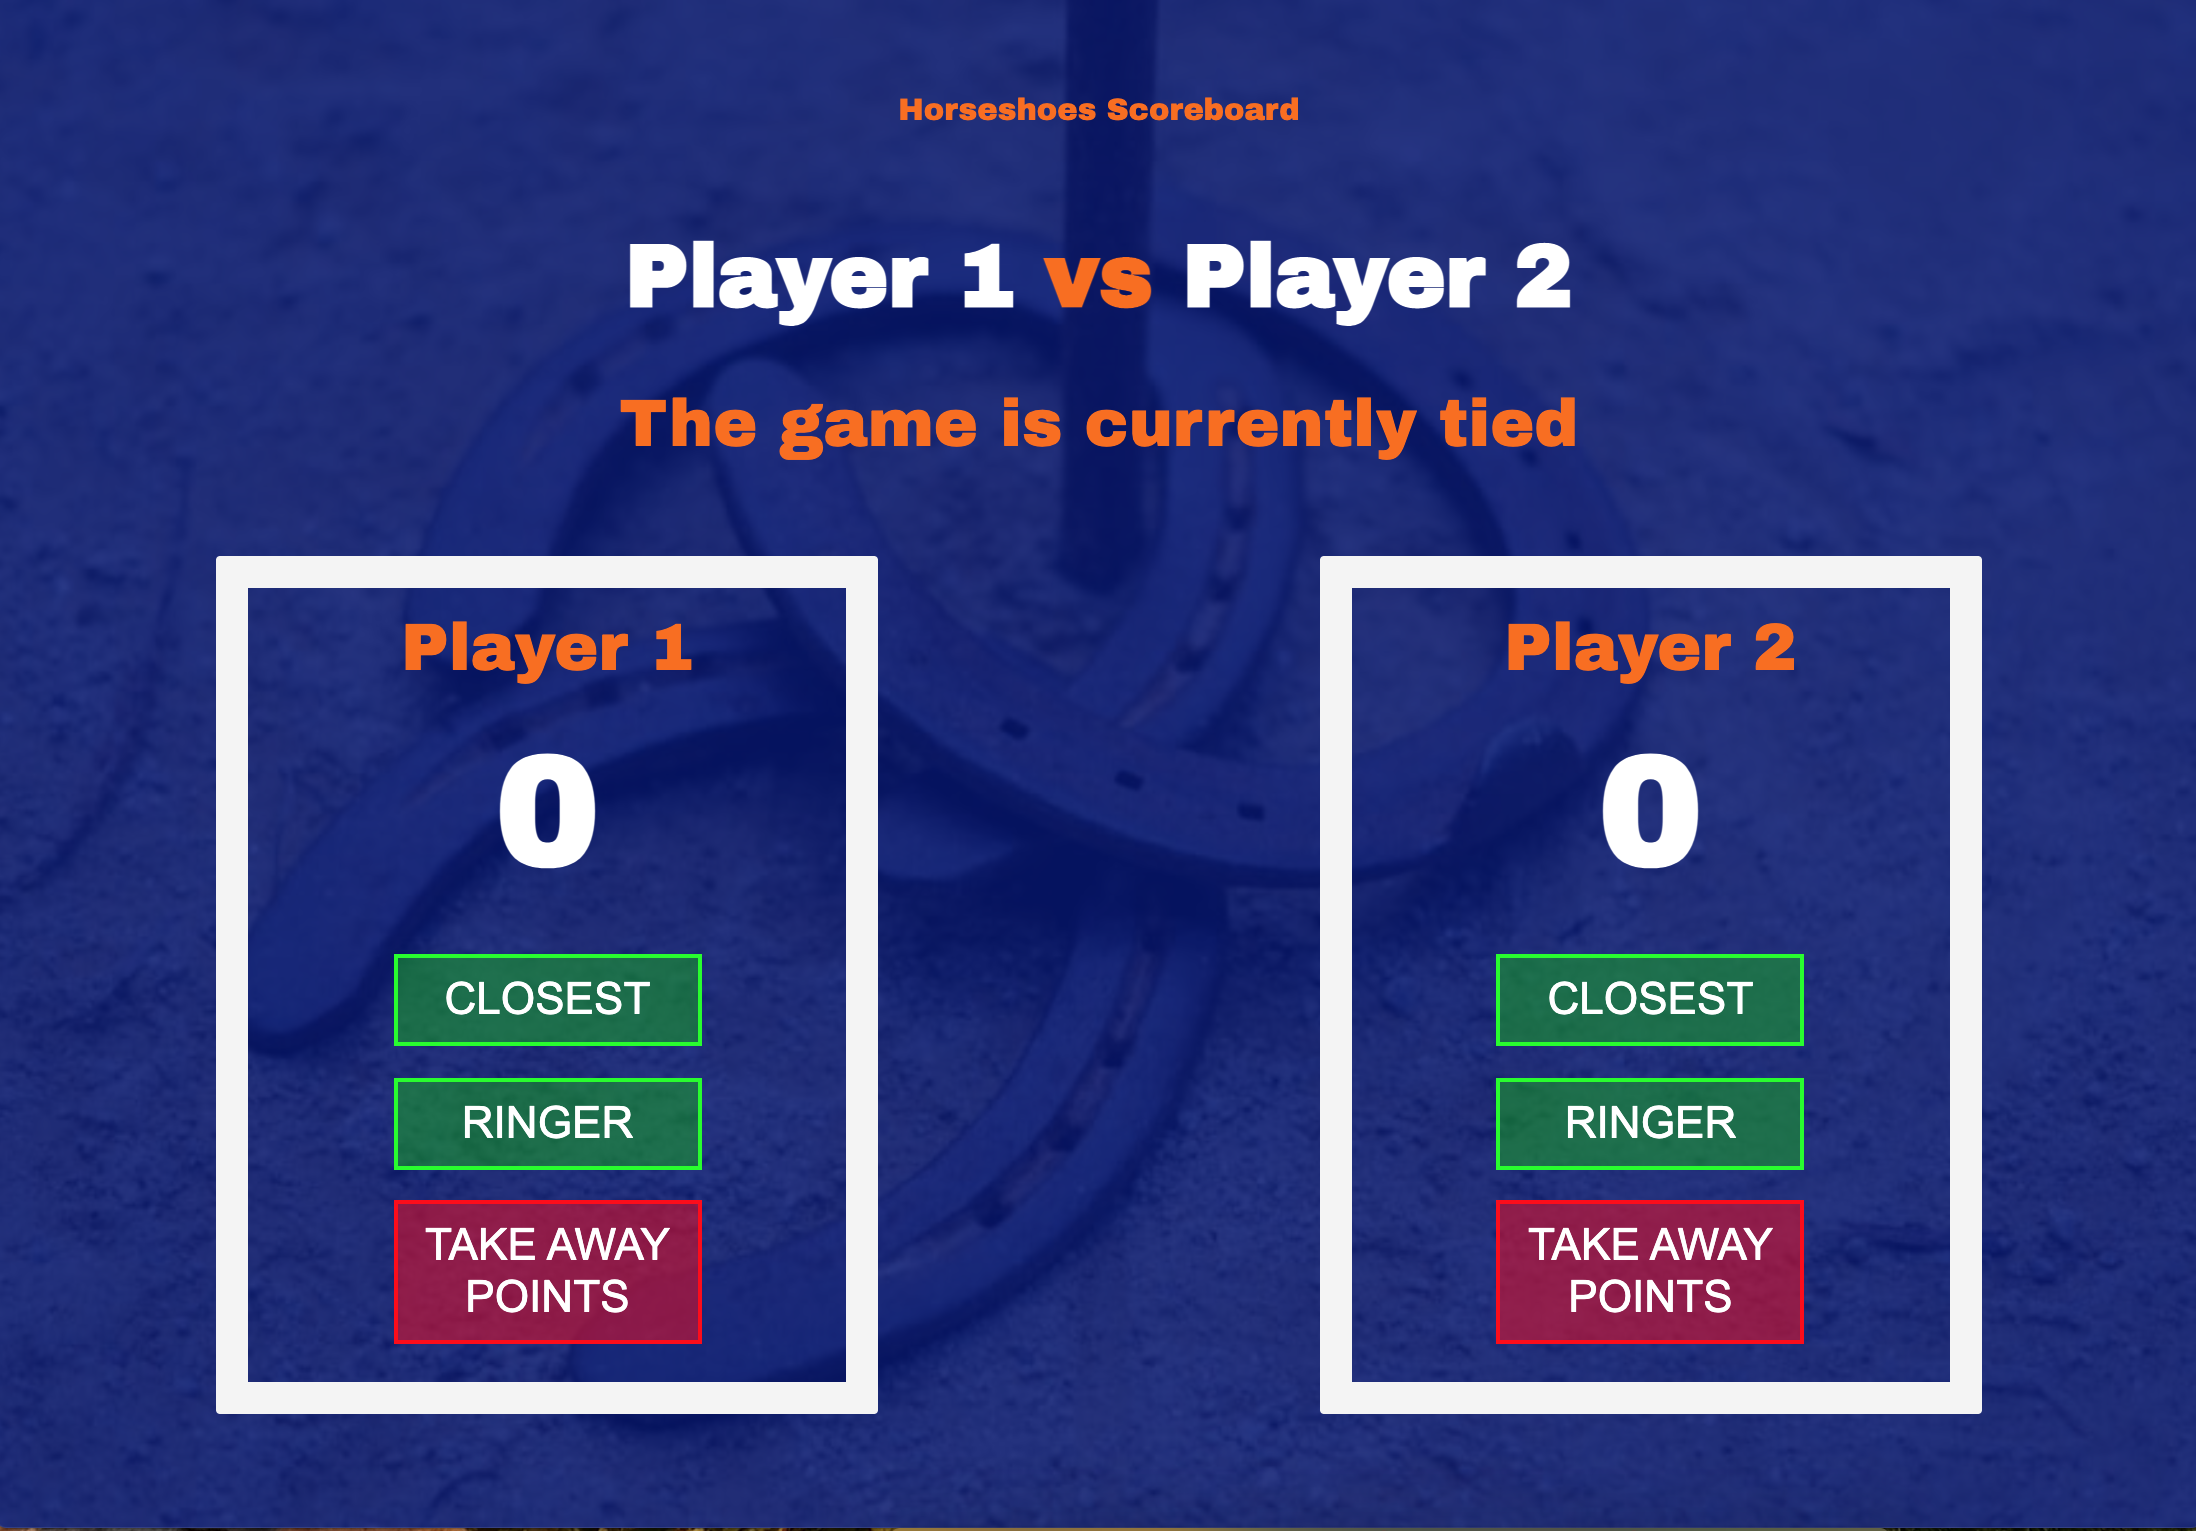 Horseshoes Scoreboard
Player 1 vs Player 2
The game is currently tied
Player 1
0
CLOSEST
RINGER
TAKE AWAY
POINTS
Player 2
0
CLOSEST
RINGER
TAKE AWAY
POINTS